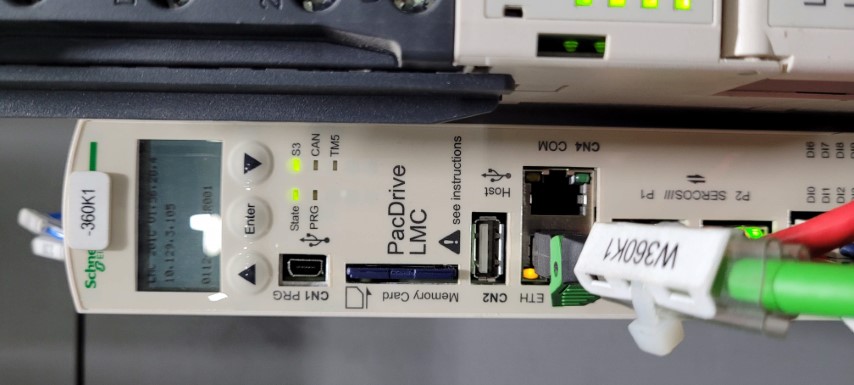 Schne
-360K1
10.129.3.105
Enter
CN1 PRG
State
S3
PRG
CAN
TM5
Memory Card
PacDrive
LMC
see instructions
CN2
Host
ETH
CN4 COM
W360K1
P2 SERCOS/// P1
DI0 DI6
DI1 DI7
DI2 DI8